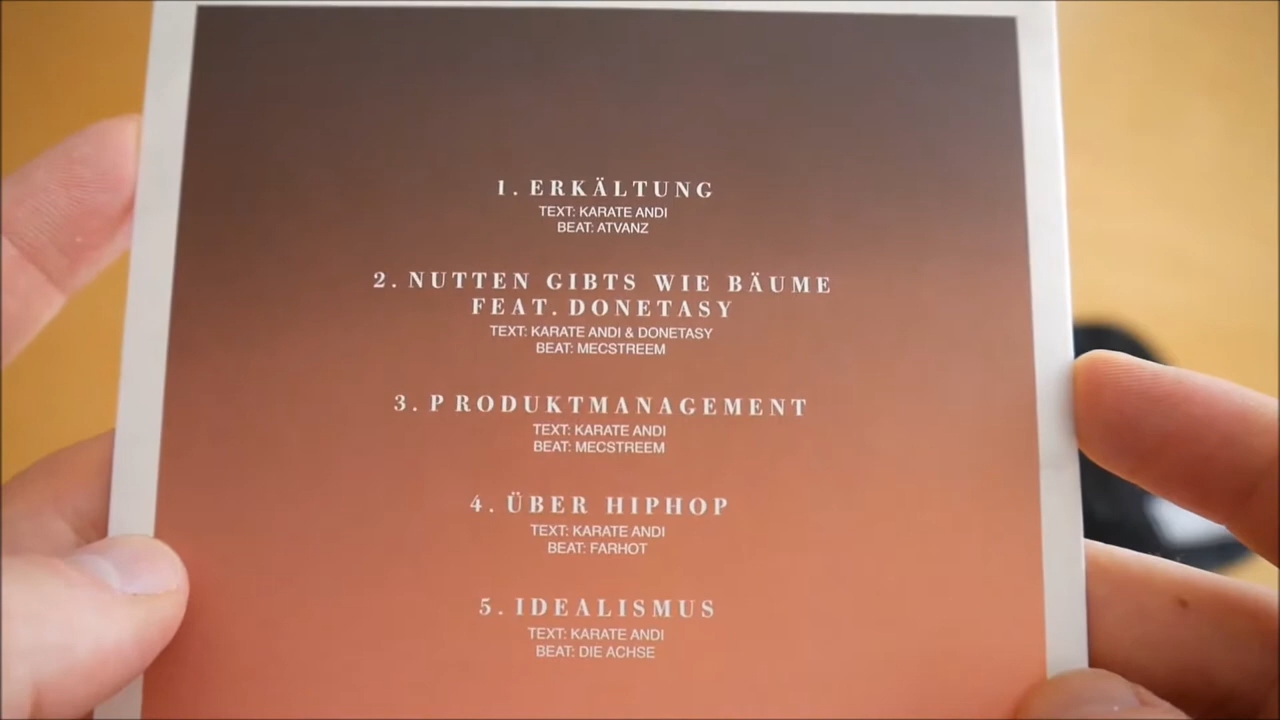 1. ERKÄLTUNG
TEXT: KARATE ANDI
BEAT: ATVANZ
2. NUTTEN GIBTS WIE BÄUME
FEAT. DONETASY
TEXT: KARATE ANDI & DONETASY
BEAT: MECSTREEM
3. PRODUKTMANAGEMENT
TEXT: KARATE ANDI
BEAT: MECSTREEM
4. ÜBER HIPHOP
TEXT: KARATE ANDI
BEAT: FARHOT
5. IDEALISMUS
TEXT: KARATE ANDI
BEAT: DIE ACHSE